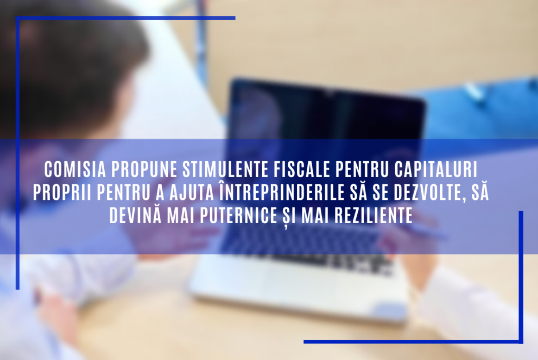 COMISIA PROPUNE STIMULENTE FISCALE PENTRU CAPITALURI
PROPRII PENTRU A AJUTA ÎNTREPRINDERILE SĂ SE DEZVOLTE, SĂ
DEVINĂ MAI PUTERNICE ȘI MAI REZILIENTE